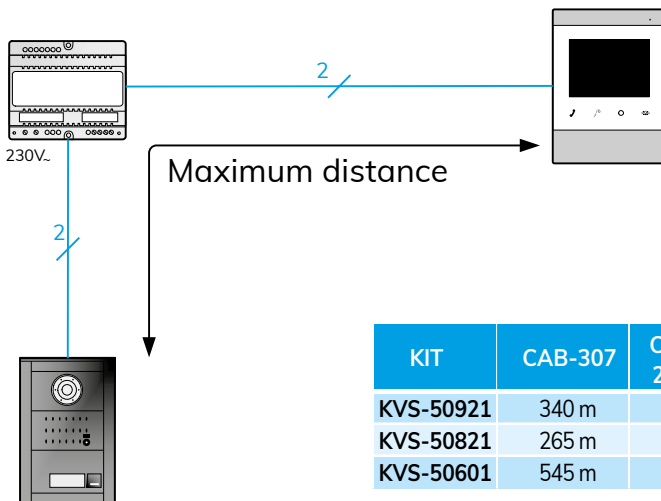 2
230V~
Maximum distance
2
KIT CAB-307
KVS-50921 340 m
KVS-50821 265 m
KVS-50601 545 m